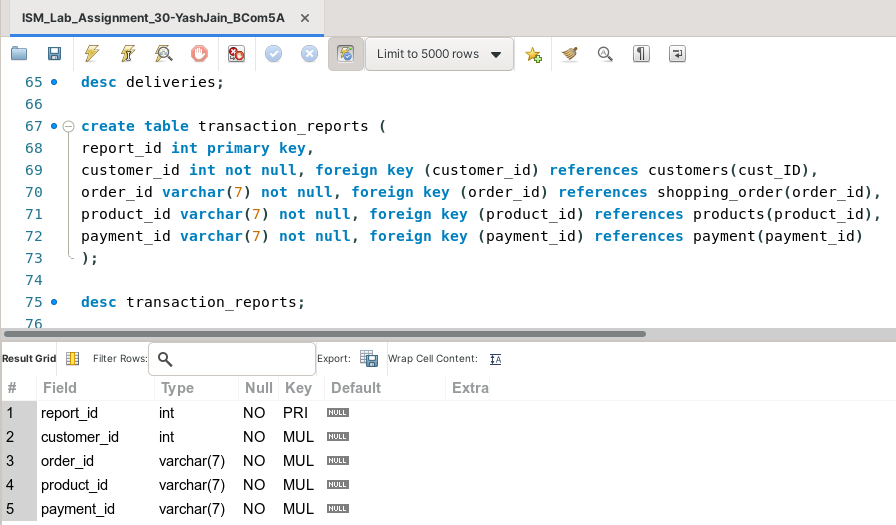 ISM_Lab_Assignment_30-YashJain_BCom5A ×
Limit to 5000 rows
65 desc deliveries;
66
67 create table transaction_reports (
68 report_id int primary key,
69 customer_id int not null, foreign key (customer_id) references customers(cust_ID),
70 order_id varchar(7) not null, foreign key (order_id) references shopping_order(order_id),
71 product_id varchar(7) not null, foreign key (product_id) references products(product_id),
72 payment_id varchar(7) not null, foreign key (payment_id) references payment(payment_id)
73 );
74
75 desc transaction_reports;
76
Result Grid Filter Rows: Export: Wrap Cell Content: IA
# Field Type Null Key Default Extra
1 report_id int NO PRI NULL
2 customer_id int NO MUL NULL
3 order_id varchar(7) NO MUL NULL
4 product_id varchar(7) NO MUL NULL
5 payment_id varchar(7) NO MUL NULL